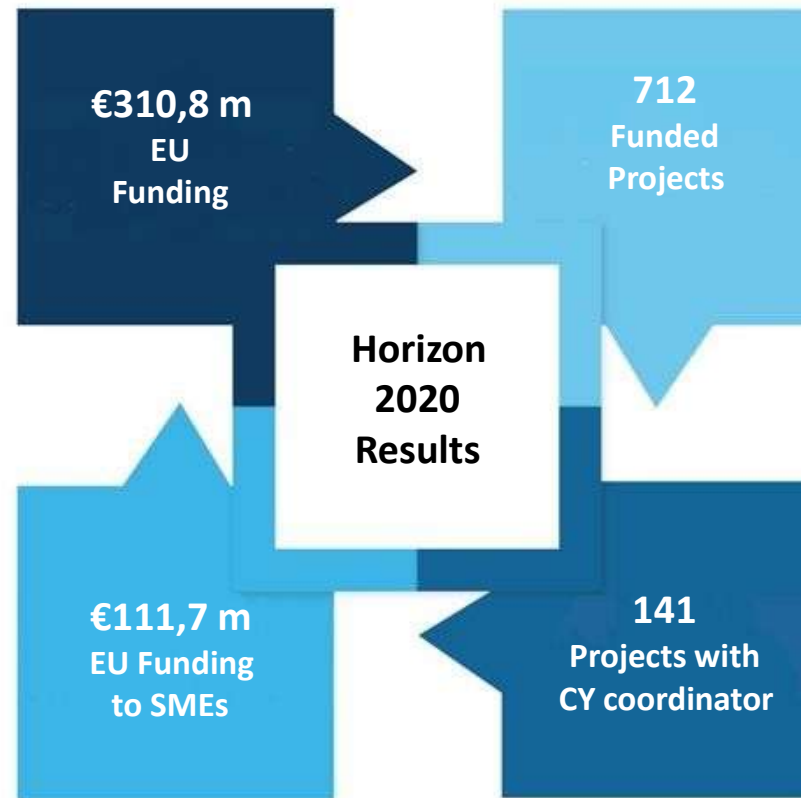 €310,8 m
EU
Funding
712
Funded
Projects
Horizon
2020
Results
€111,7 m
EU Funding
to SMEs
141
Projects with
CY coordinator